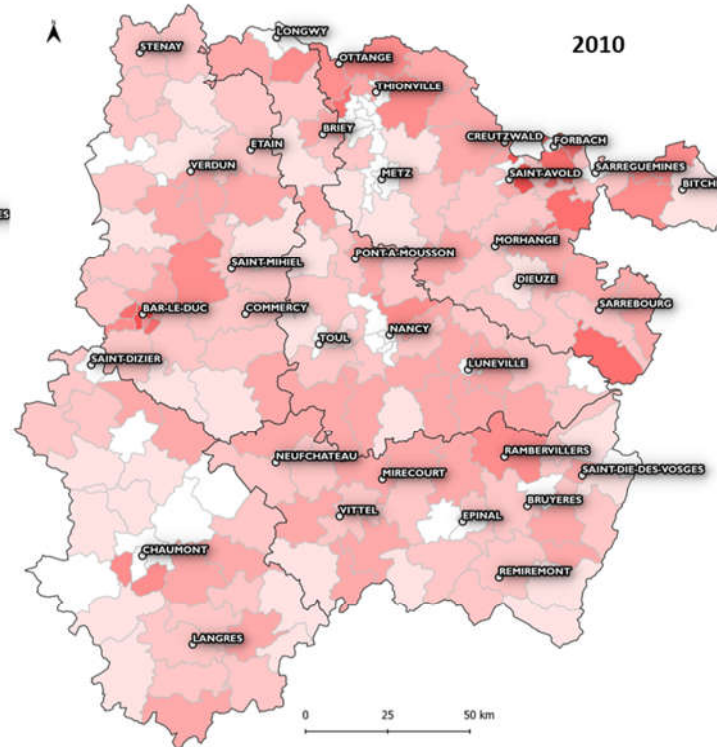 2010
LONGWY
STENAY
OTTANGE
THIONVILLE
BRIEY
CREUTZWALD
FORBACH
ETAIN
VERDUN
METZ
SAINT-AVOLD
SARREGUEMINES
BITCHE
ES
MORHANGE
SAINT-MIHIEL
PONT-A-MOUSSON
DIEUZE
BAR-LE-DUC
COMMERCY
SARREBOURG
TOUL
NANCY
SAINT-DIZIER
LUNEVILLE
NEUFCHATEAU
RAMBERVILLERS
MIRECOURT
SAINT-DIE-DES-VOSGES
BRUYERES
VITTEL
EPINAL
CHAUMONT
REMIREMONT
LANGRES
0 25 50 km